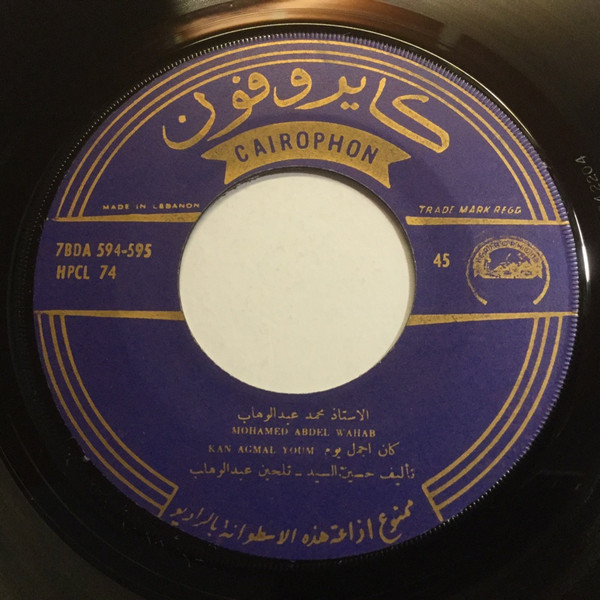 كايروفون
CAIROPHON
MADE IN LEBANON
TRADE MARK REGD
7BDA 594-595
HPCL 74
45
الاستاذ محمد عبدالوهاب
MOHAMED ABDEL WAHAB
كان اجمل يوم KAN AGMAL YOUM
تأليف حسين السيد - تلحين عبدالوهاب
ممنوع اذاعة هذه الاسطوانة بالراديو